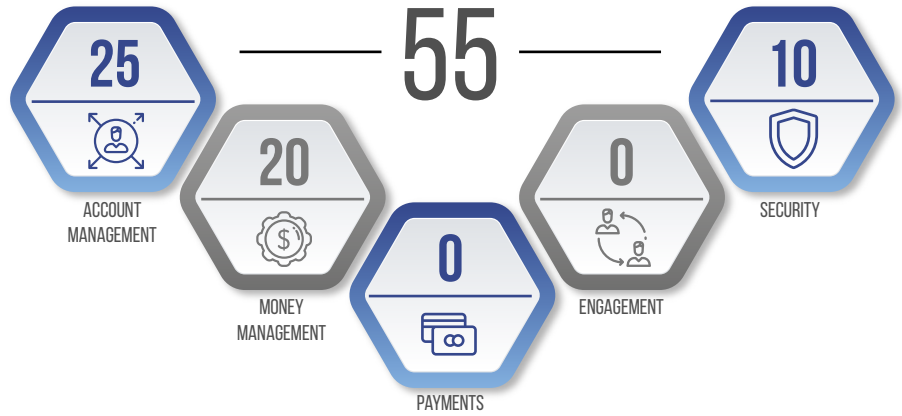 55
25
ACCOUNT
MANAGEMENT
20
$
MONEY
MANAGEMENT
0
PAYMENTS
0
ENGAGEMENT
10
SECURITY